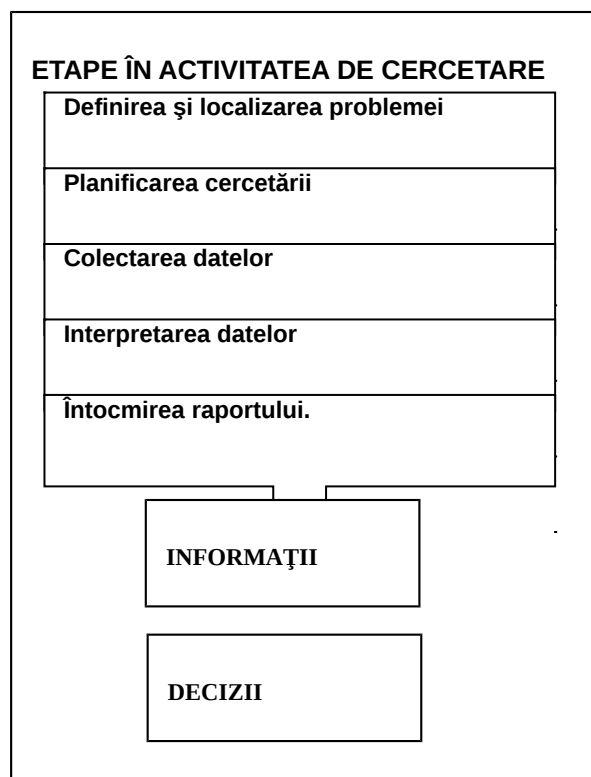 ETAPE ÎN ACTIVITATEA DE CERCETARE
Definirea şi localizarea problemei
Planificarea cercetării
Colectarea datelor
Interpretarea datelor
Întocmirea raportului.
INFORMAŢII
DECIZII